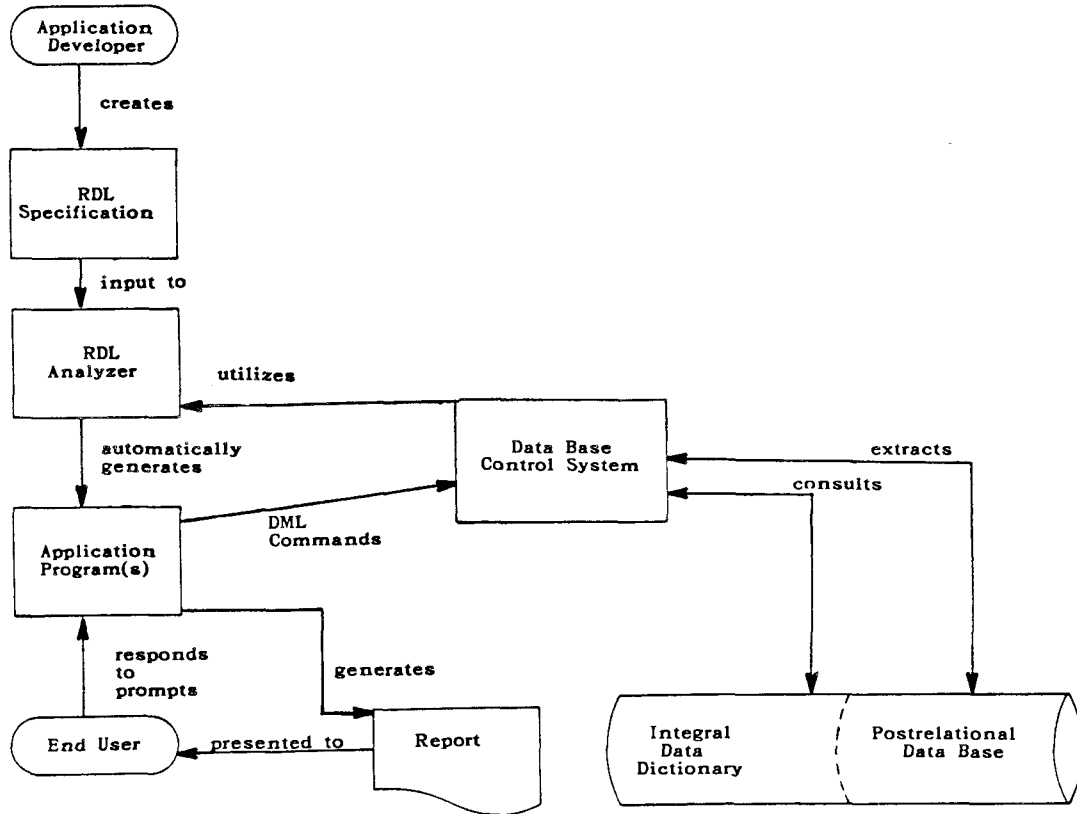 Application
Developer
creates
RDL
Specification
input to
RDL
Analyzer
utilizes
automatically
generates
Data Base
Control System
extracts
consults
DML
Commands
Application
Program(s)
responds
to
prompts
generates
End User
presented to
Report
Integral
Data
Dictionary
Postrelational
Data Base